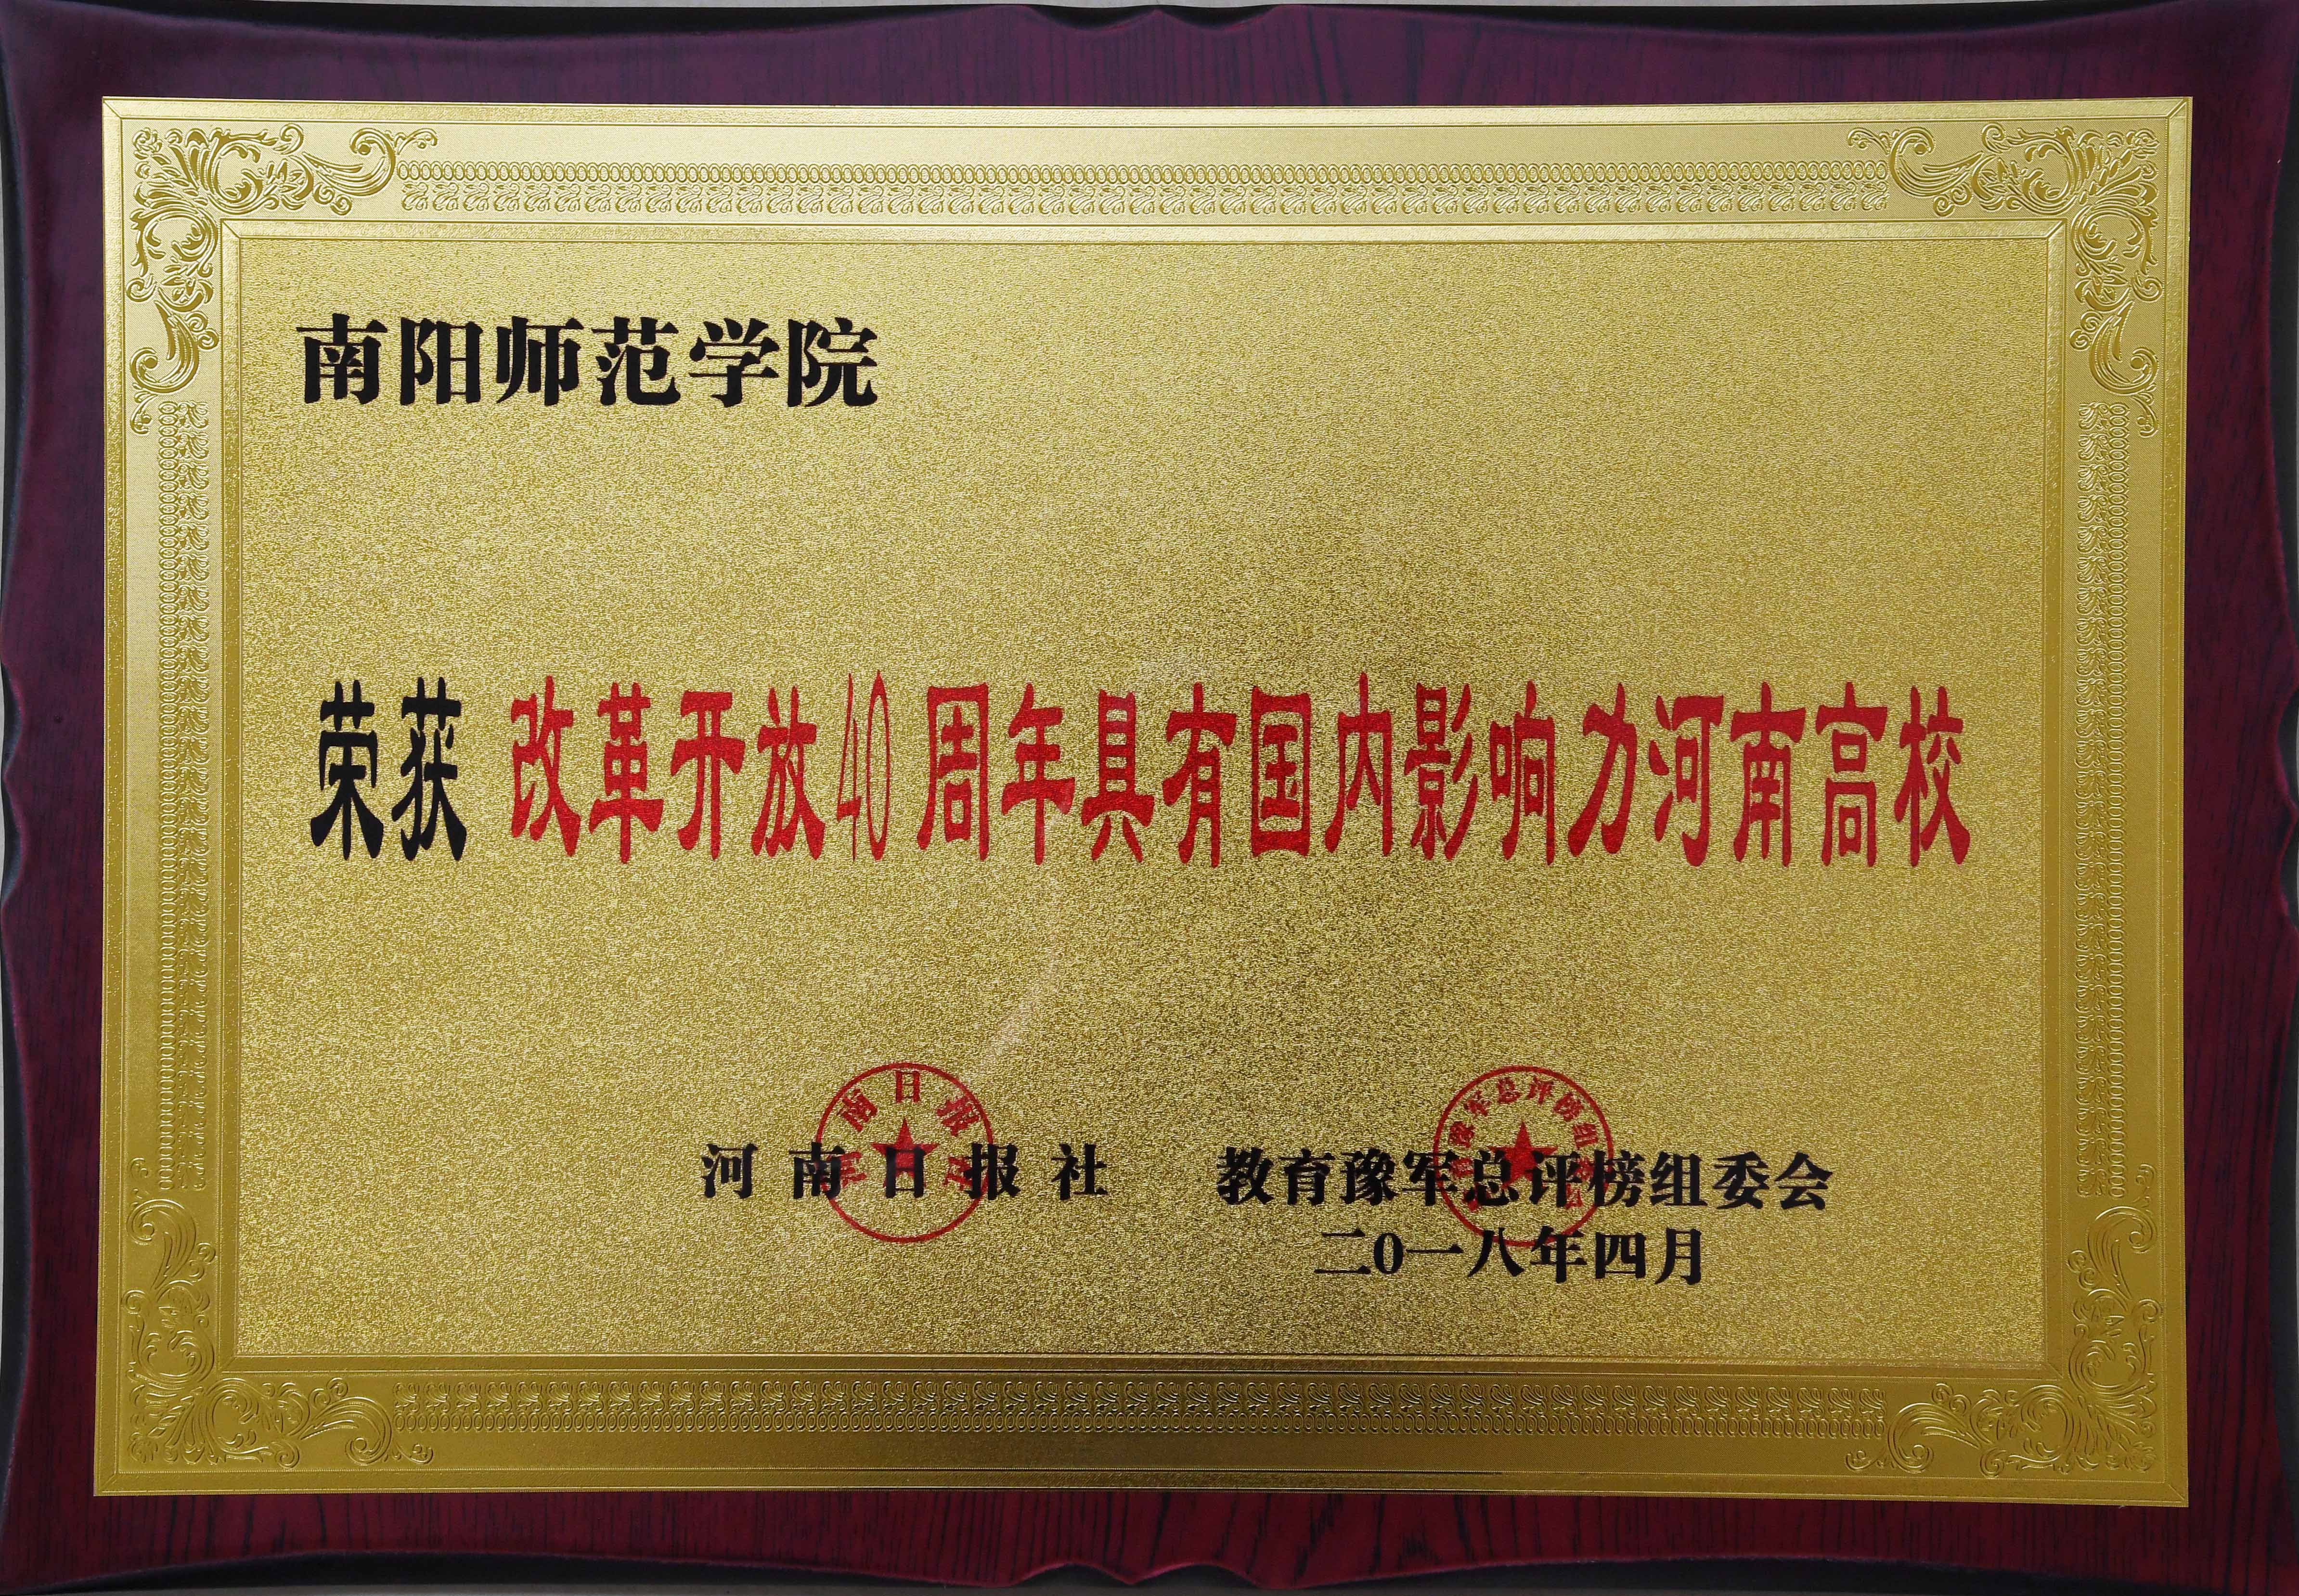 南阳师范学院
荣获 改革开放40周年具有国内影响力河南高校
河南日报社 教育豫军总评榜组委会
二0一八年四月